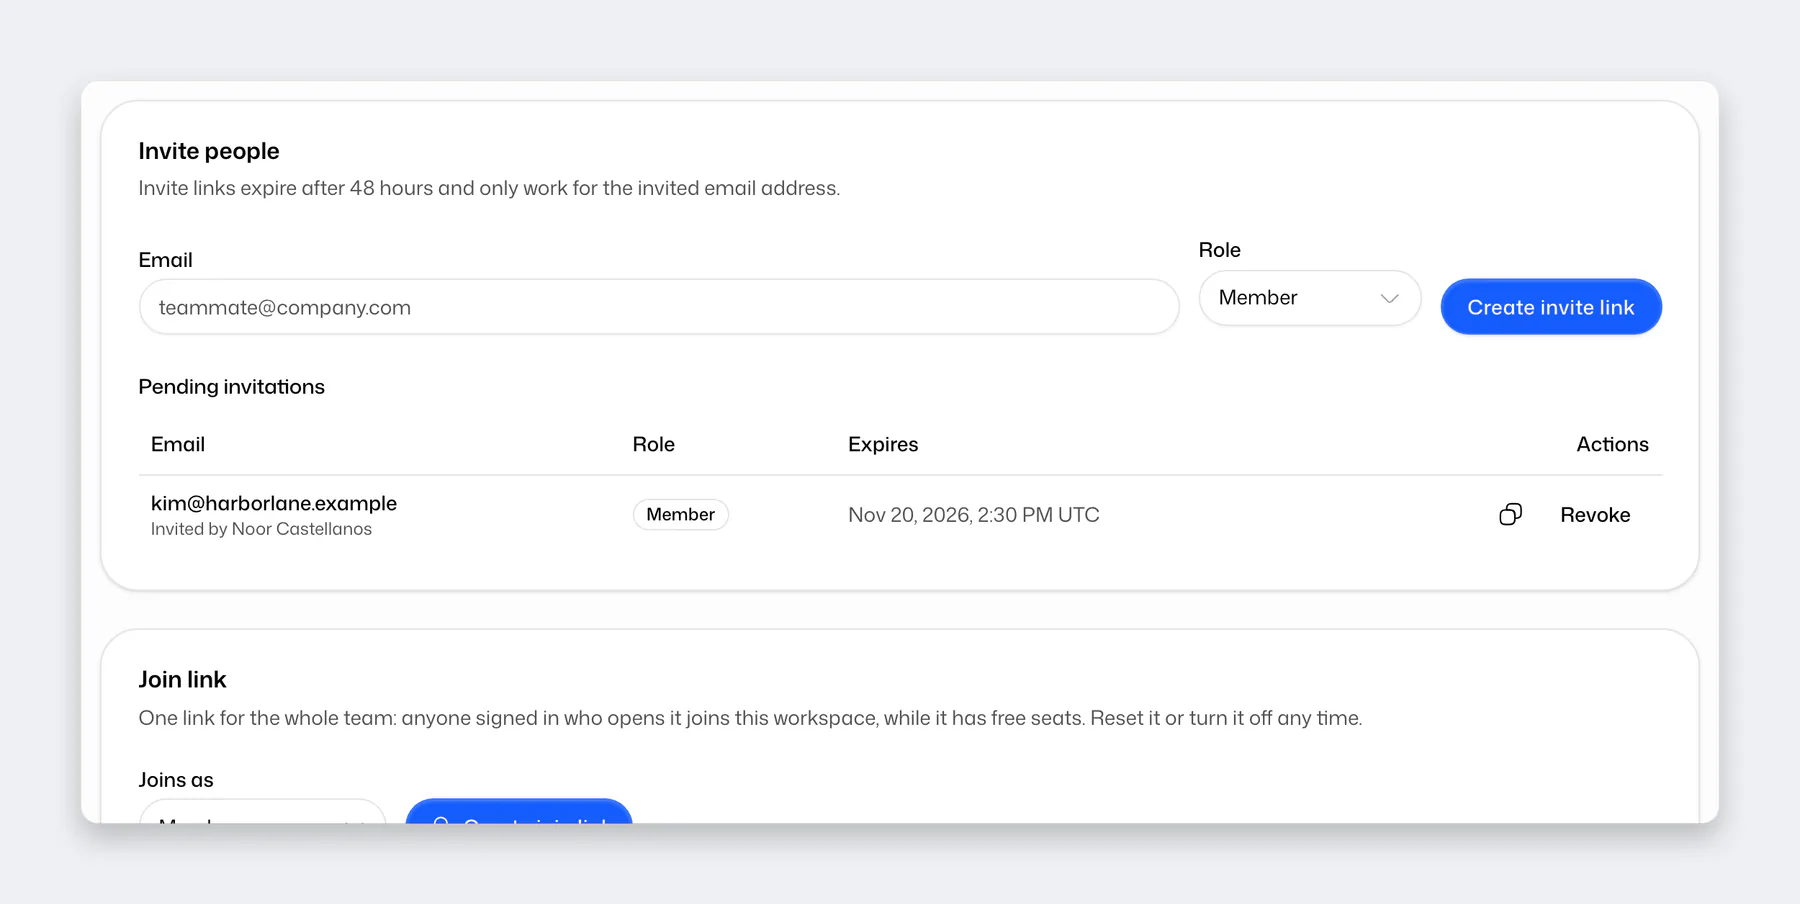 Invite people
Invite links expire after 48 hours and only work for the invited email address.
Email
Role
teammate@company.com
Member
Create invite link
Pending invitations
Email Role Expires Actions
kim@harborlane.example
Invited by Noor Castellanos
Member
Nov 20, 2026, 2:30 PM UTC
Revoke
Join link
One link for the whole team: anyone signed in who opens it joins this workspace, while it has free seats. Reset it or turn it off any time.
Joins as